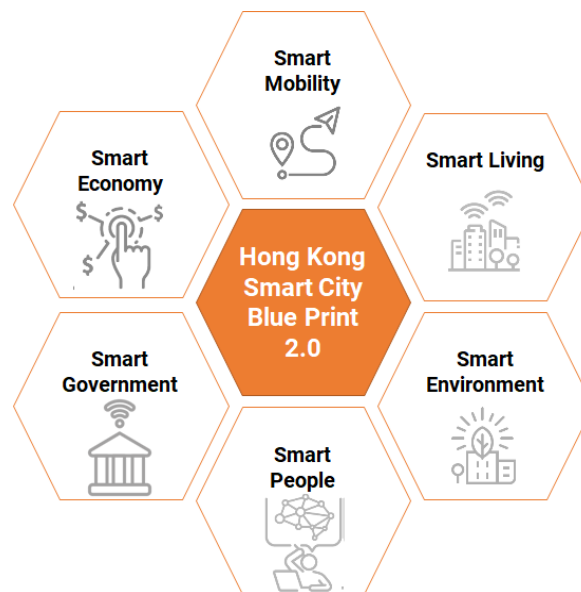 Smart
Mobility
Smart
Economy
$
$
$
Smart Living
Hong Kong
Smart City
Blue Print
2.0
Smart
Government
Smart
Environment
Smart
People